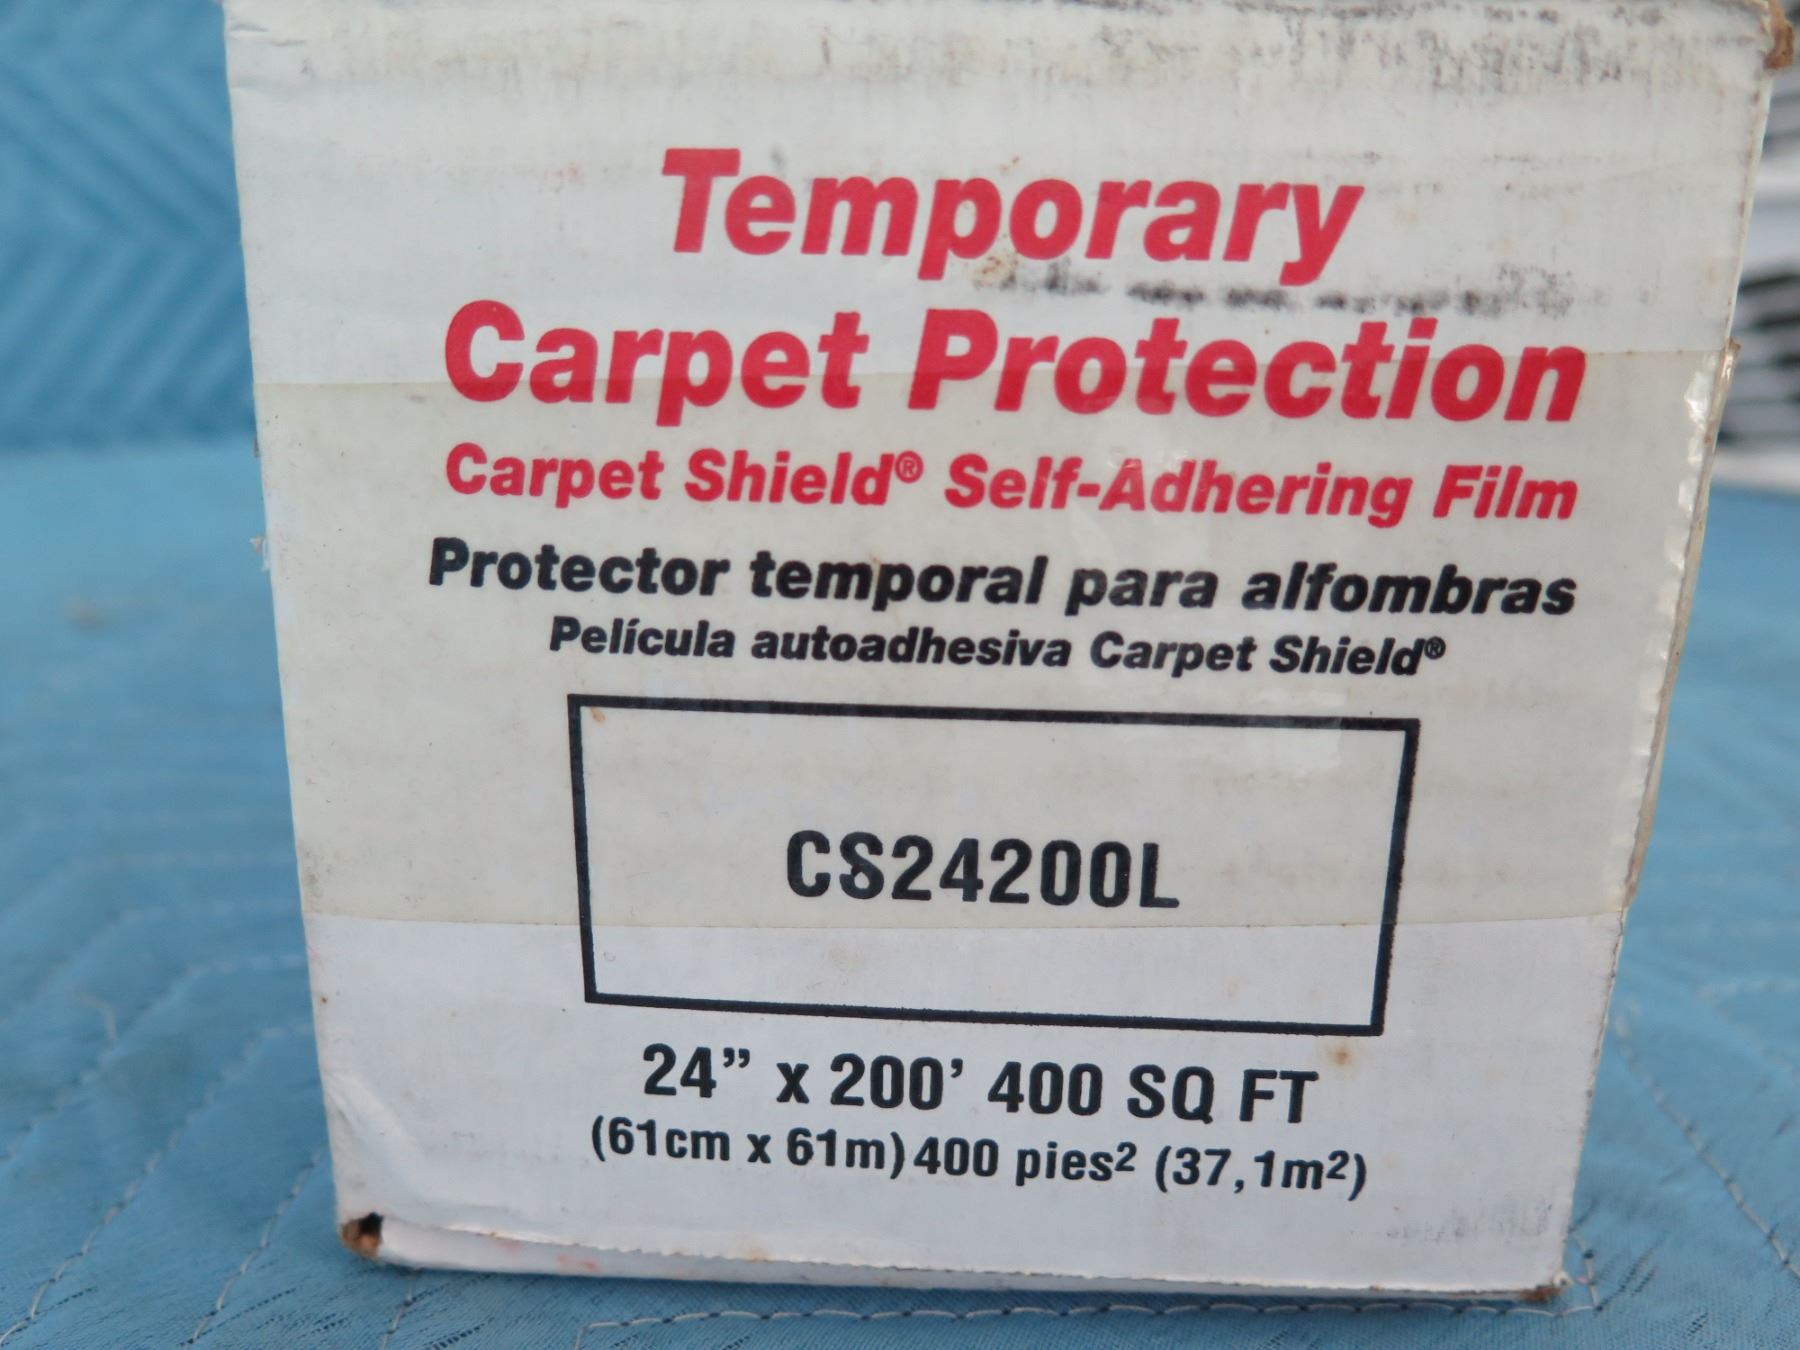 Temporary
Carpet Protection
Carpet Shield® Self-Adhering Film
Protector temporal para alfombras
Película autoadhesiva Carpet Shield®
CS24200L
24” x 200’ 400 SQ FT
(61cm x 61m) 400 pies² (37,1m²)